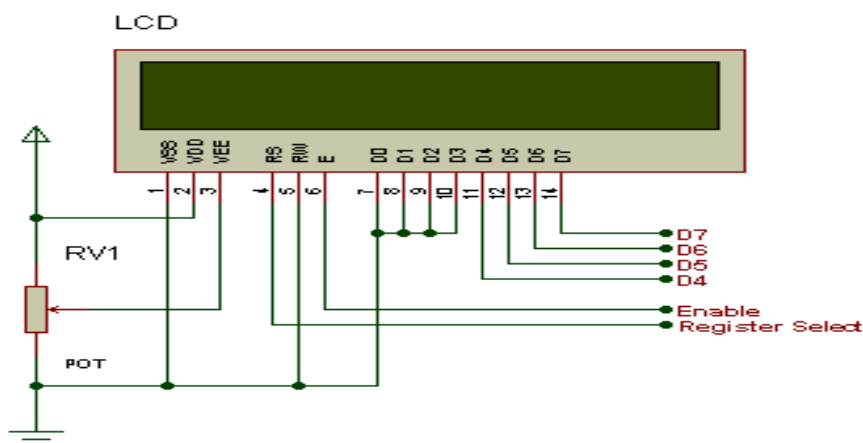 LCD
VSS VDD VEE RS RW E D0 D1 D2 D3 D4 D5 D6 D7
1 2 3 4 5 6 7 8 9 10 11 12 13 14
D7
D6
D5
D4
RV1
Enable
Register Select
POT